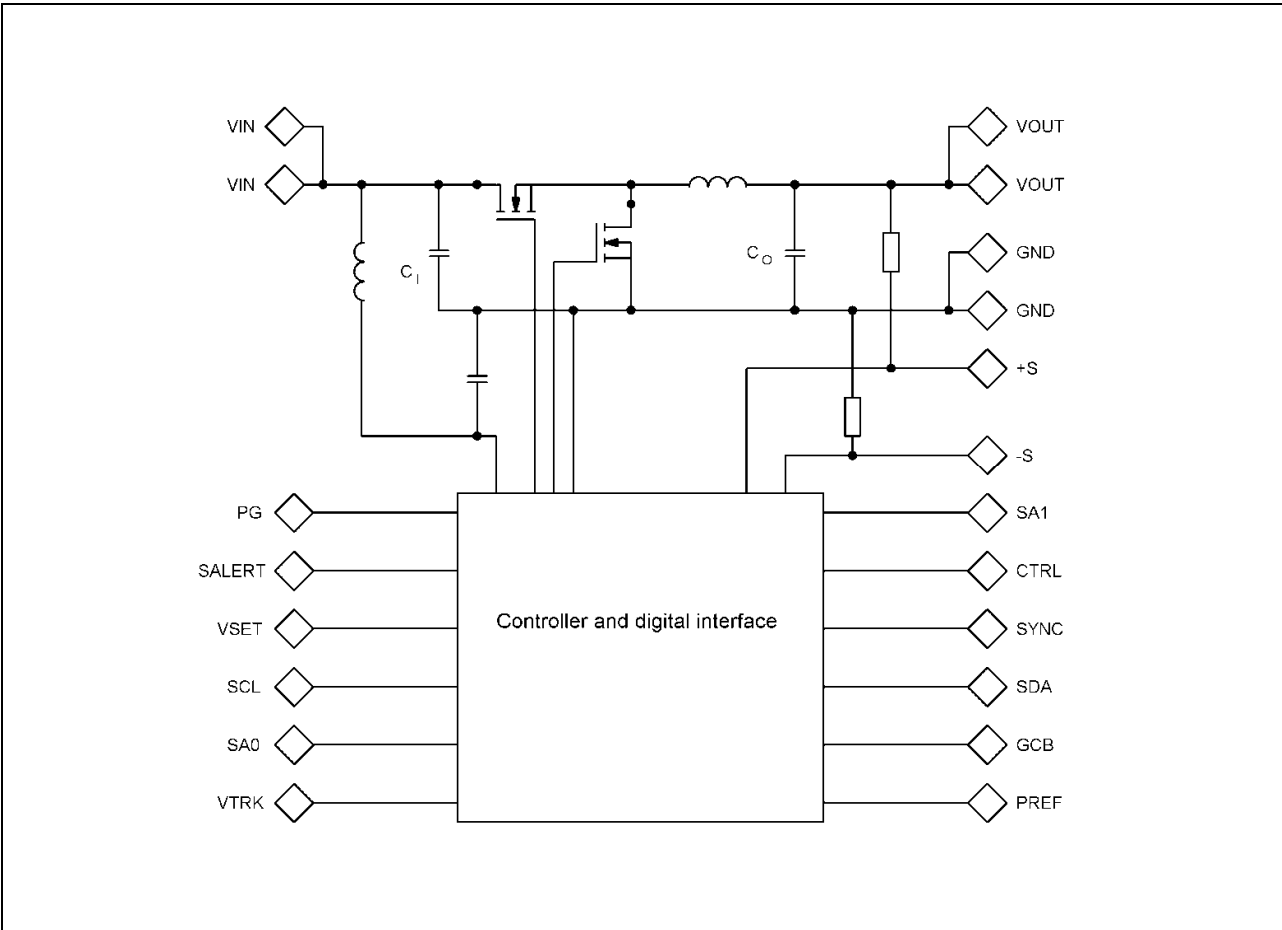 VIN
VOUT
VIN
VOUT
GND
C I
C O
GND
+S
-S
PG
SA1
SALERT
CTRL
VSET
Controller and digital interface
SYNC
SCL
SDA
SA0
GCB
VTRK
PREF